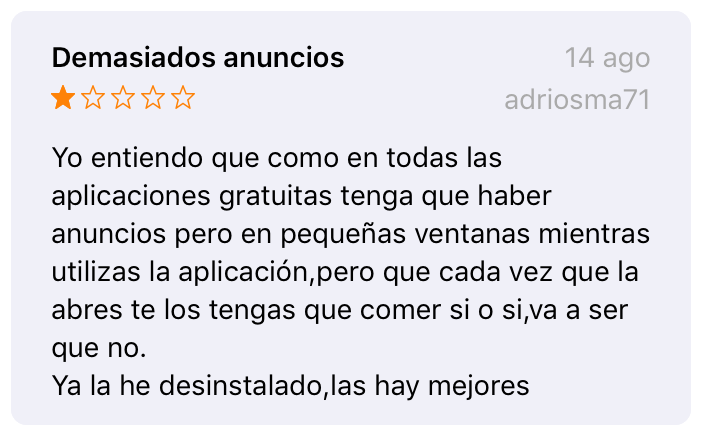 Demasiados anuncios
14 ago
adriosma71
Yo entiendo que como en todas las
aplicaciones gratuitas tenga que haber
anuncios pero en pequeñas ventanas mientras
utilizas la aplicación,pero que cada vez que la
abres te los tengas que comer si o si,va a ser
que no.
Ya la he desinstalado,las hay mejores